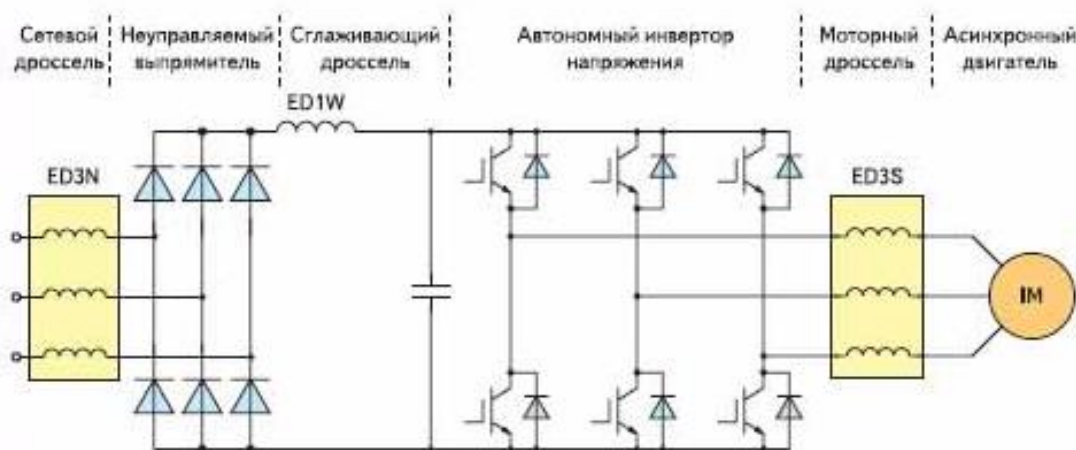 Сетевой
дроссель
Неуправляемый
выпрямитель
Сглаживающий
дроссель
Автономный инвертор
напряжения
Моторный
дроссель
Асинхронный
двигатель
ED1W
ED3N
ED3S
IM